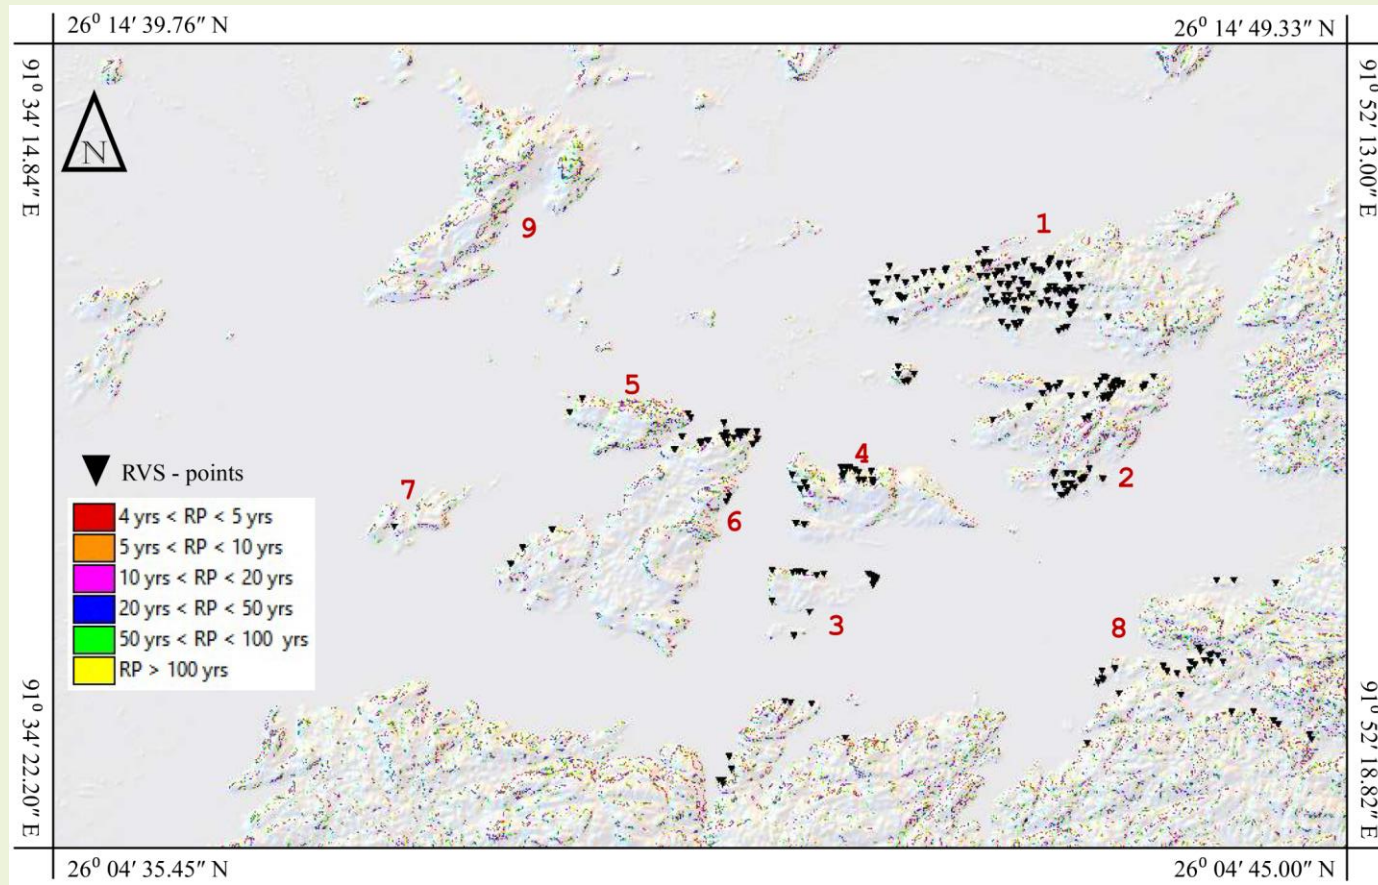 26⁰ 14′ 39.76″ N
26⁰ 14′ 49.33″ N
91⁰ 34′ 14.84″ E
91⁰ 52′ 13.00″ E
N
9
1
5
4
2
7
6
3
8
RVS - points
4 yrs < RP < 5 yrs
5 yrs < RP < 10 yrs
10 yrs < RP < 20 yrs
20 yrs < RP < 50 yrs
50 yrs < RP < 100 yrs
RP > 100 yrs
91⁰ 34′ 22.20″ E
91⁰ 52′ 18.82″ E
26⁰ 04′ 35.45″ N
26⁰ 04′ 45.00″ N